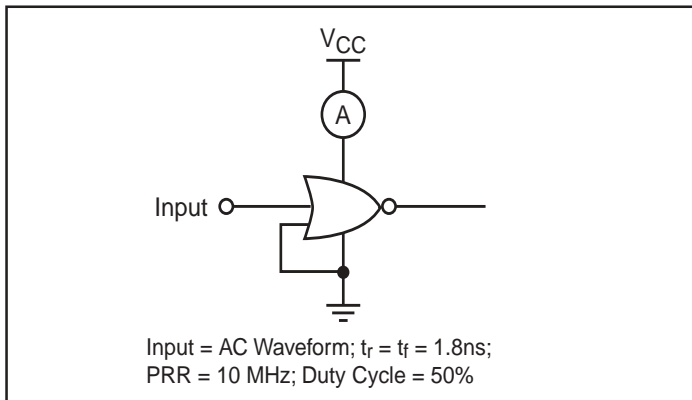 VCC
A
Input
Input = AC Waveform; tr = tf = 1.8ns;
PRR = 10 MHz; Duty Cycle = 50%